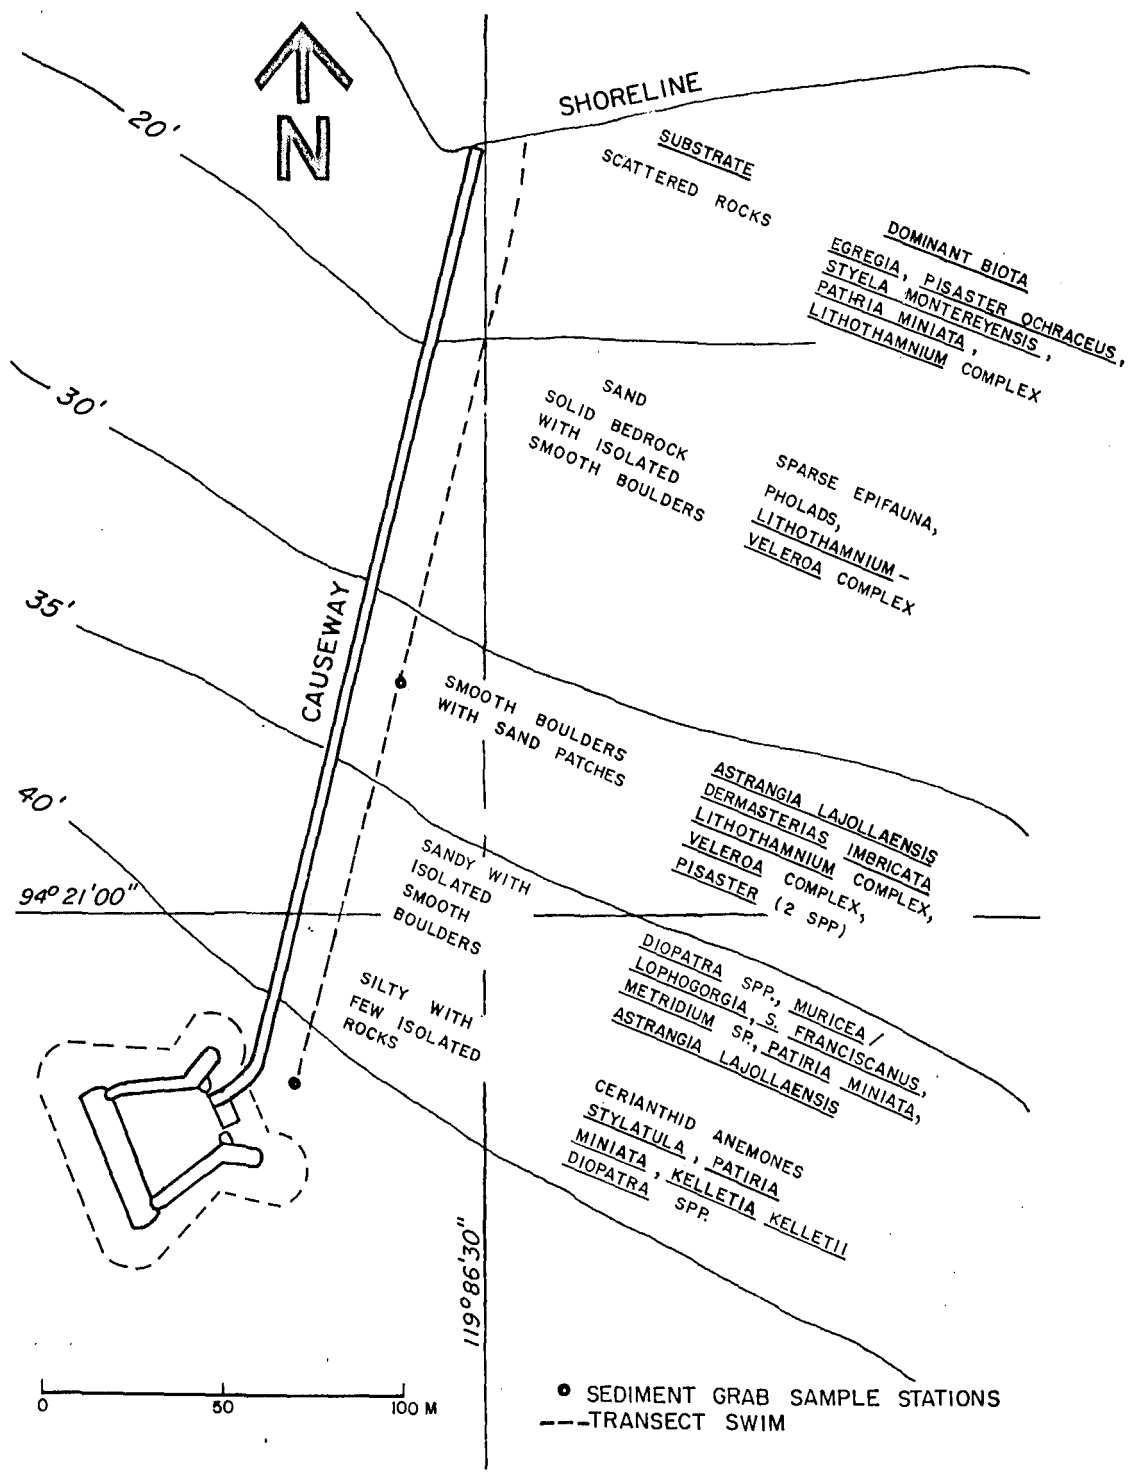 N
SHORELINE
20'
SUBSTRATE
SCATTERED ROCKS
DOMINANT BIOTA
EGREGIA, PISASTER OCHRACEUS,
STYELA MONTEREYENSIS,
PATIRIA MINIATA,
LITHOTHAMNIUM COMPLEX
30'
SAND
SOLID BEDROCK
WITH ISOLATED
SMOOTH BOULDERS
SPARSE EPIFAUNA,
PHOLADS,
LITHOTHAMNIUM-
VELEROA COMPLEX
35'
CAUSEWAY
SMOOTH BOULDERS
WITH SAND PATCHES
ASTRANGIA LAJOLLAENSIS
DERMASTERIAS IMBRICATA
LITHOTHAMNIUM COMPLEX,
VELEROA COMPLEX,
PISASTER (2 SPP)
40'
94° 21'00"
SANDY WITH
ISOLATED
SMOOTH
BOULDERS
DIOPATRA SPP., MURICEA/
LOPHOGORGIA, S. FRANCISCANUS,
METRIDIUM SP., PATIRIA MINIATA,
ASTRANGIA LAJOLLAENSIS
SILTY WITH
FEW ISOLATED
ROCKS
CERIANTHID ANEMONES
STYLATULA, PATIRIA
MINIATA, KELLETIA KELLETII
DIOPATRA SPP.
119° 86'30"
0 50 100 M
SEDIMENT GRAB SAMPLE STATIONS
TRANSECT SWIM